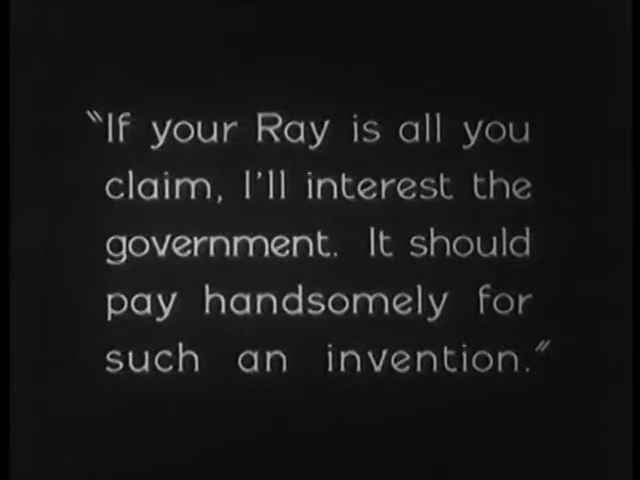 "If your Ray is all you
claim, I'll interest the
government. It should
pay handsomely for
such an invention."